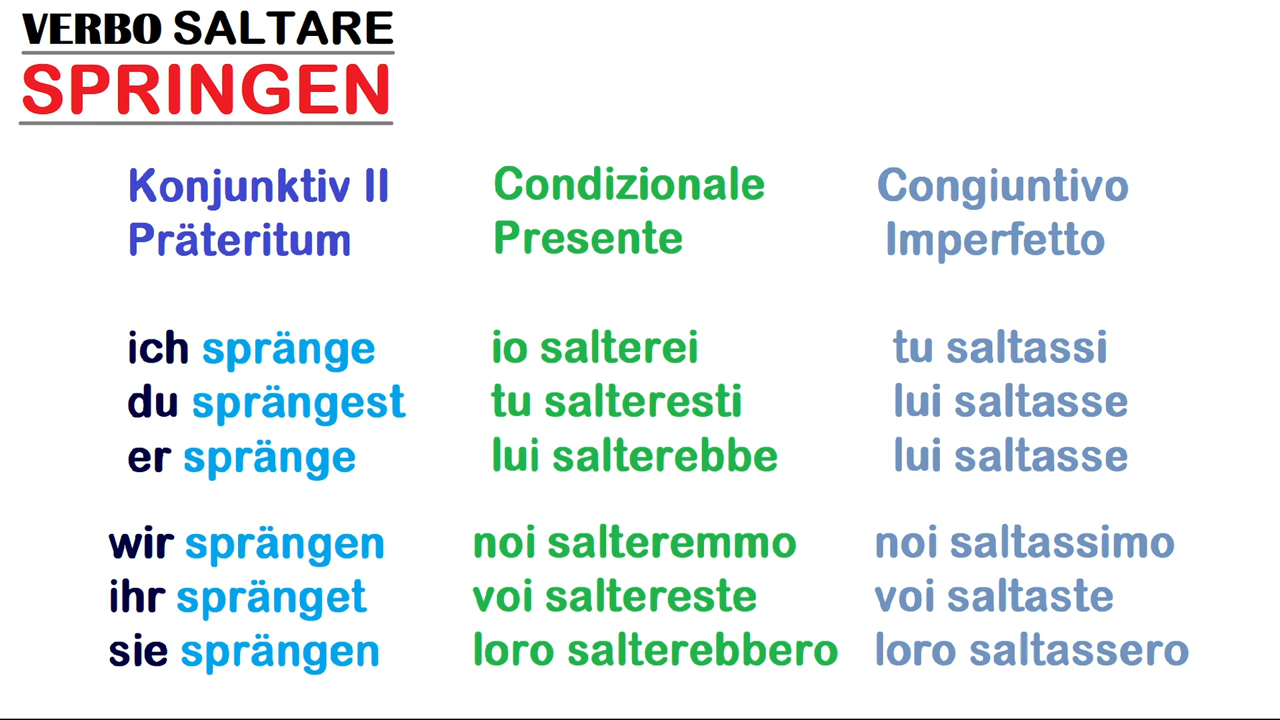 VERBO SALTARE
SPRINGEN
Konjunktiv II
Präteritum
ich spränge
du sprängest
er spränge
wir sprängen
ihr spränget
sie sprängen
Condizionale
Presente
io salterei
tu salteresti
lui salterebbe
noi salteremmo
voi saltereste
loro salterebbero
Congiuntivo
Imperfetto
tu saltassi
lui saltasse
lui saltasse
noi saltassimo
voi saltaste
loro saltassero